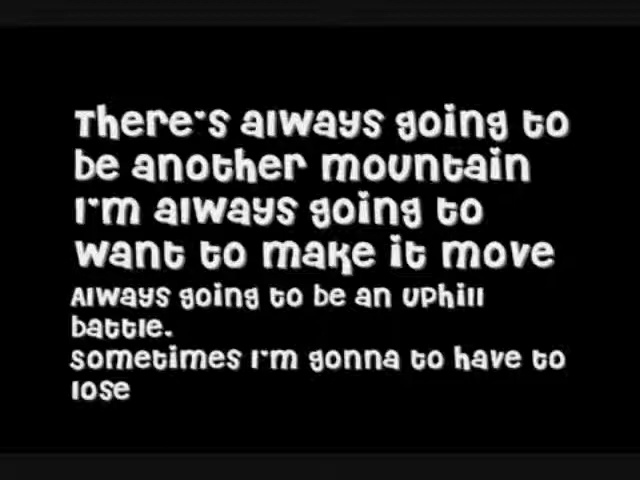 There's always going to
be another mountain
I'm always going to
want to make it move
Always going to be an uphill
battle.
Sometimes I'm gonna to have to
lose